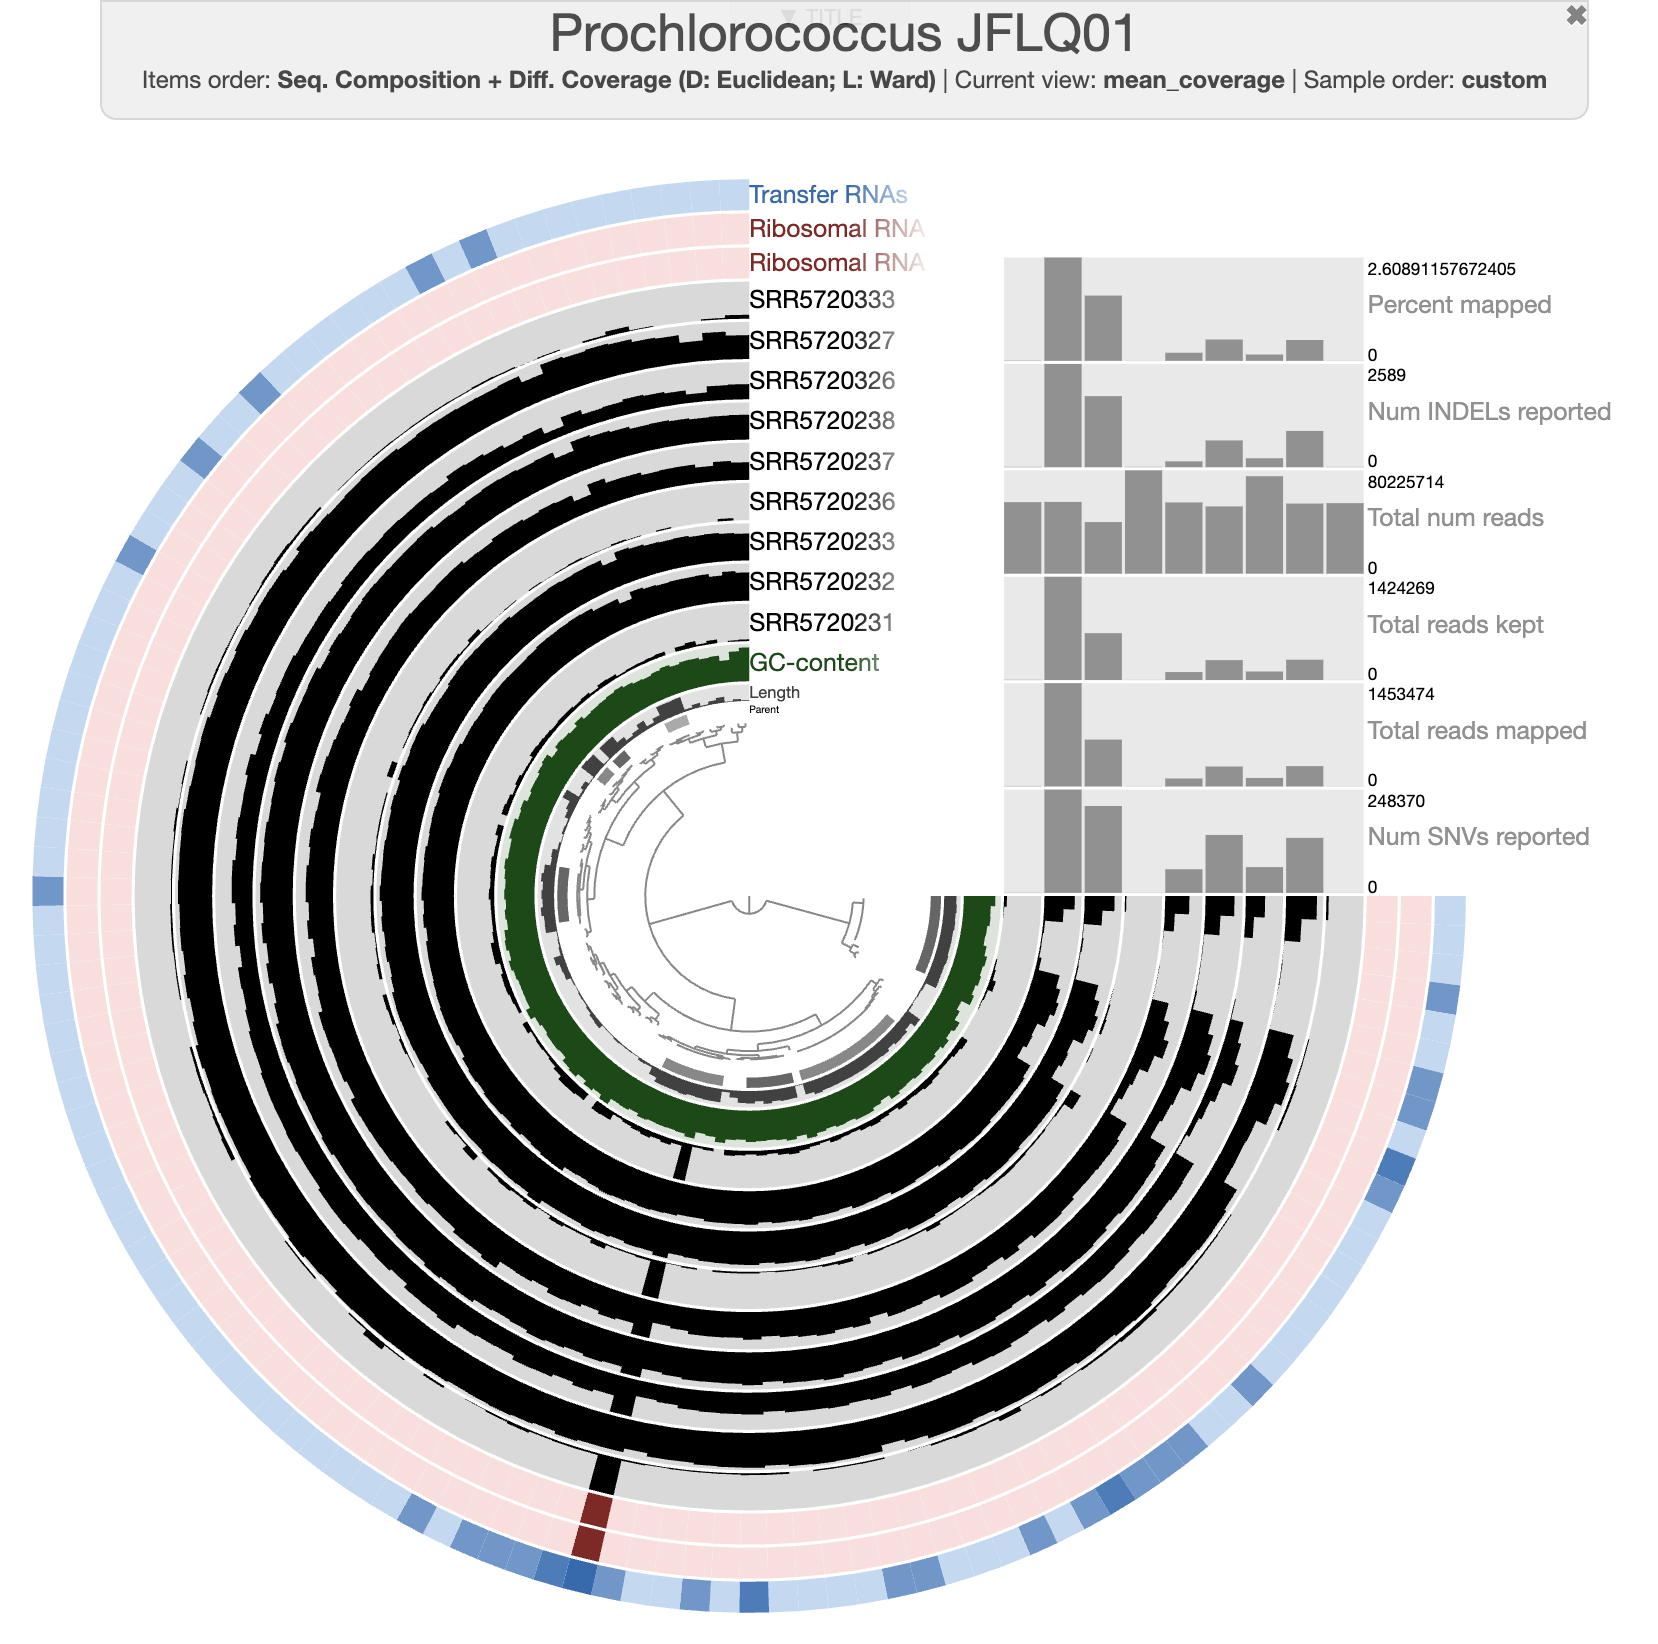 ▼ TITLE
Prochlorococcus JFLQ01
✖
Items order: Seq. Composition + Diff. Coverage (D: Euclidean; L: Ward) | Current view: mean_coverage | Sample order: custom
Transfer RNAs
Ribosomal RNA
Ribosomal RNA
SRR5720333
SRR5720327
SRR5720326
SRR5720238
SRR5720237
SRR5720236
SRR5720233
SRR5720232
SRR5720231
GC-content
Length
Parent
2.60891157672405
Percent mapped
0
2589
Num INDELs reported
0
80225714
Total num reads
0
1424269
Total reads kept
0
1453474
Total reads mapped
0
248370
Num SNVs reported
0